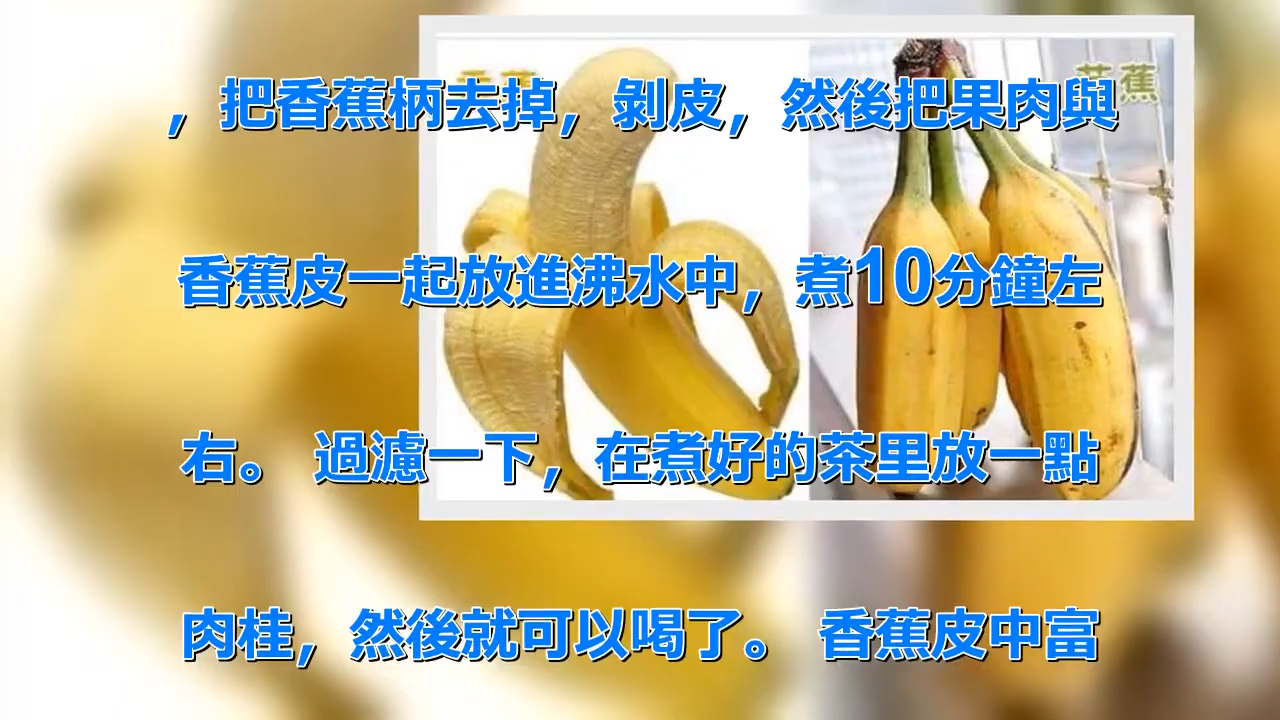 ，把香蕉柄去掉，剝皮，然後把果肉與
香蕉皮一起放進沸水中，煮10分鐘左
右。 過濾一下，在煮好的茶里放一點
肉桂，然後就可以喝了。 香蕉皮中富